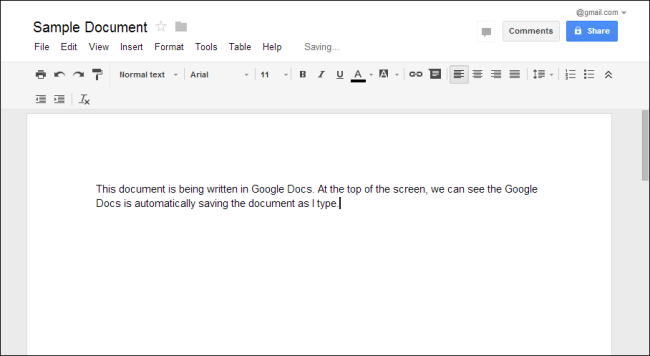 @gmail.com
Sample Document
Comments
Share
File Edit View Insert Format Tools Table Help Saving...
Normal text Arial 11 B I U A A
This document is being written in Google Docs. At the top of the screen, we can see the Google
Docs is automatically saving the document as I type.